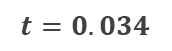 t = 0.034